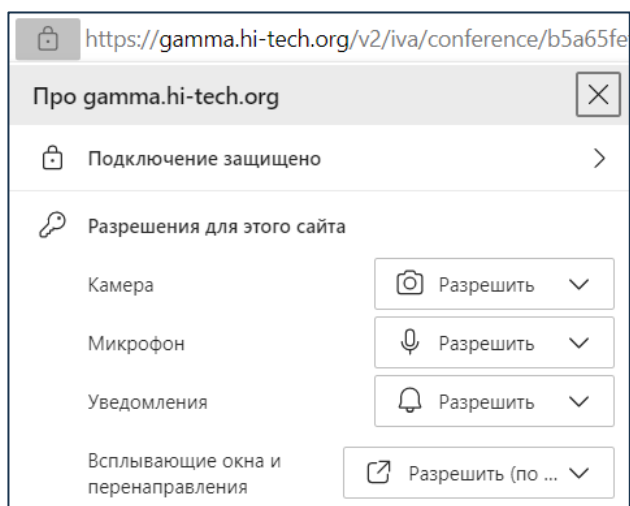 https://gamma.hi-tech.org/v2/iva/conference/b5a65fe
Про gamma.hi-tech.org
Подключение защищено
Разрешения для этого сайта
Камера Разрешить
Микрофон Разрешить
Уведомления Разрешить
Всплывающие окна и
перенаправления Разрешить (по ...